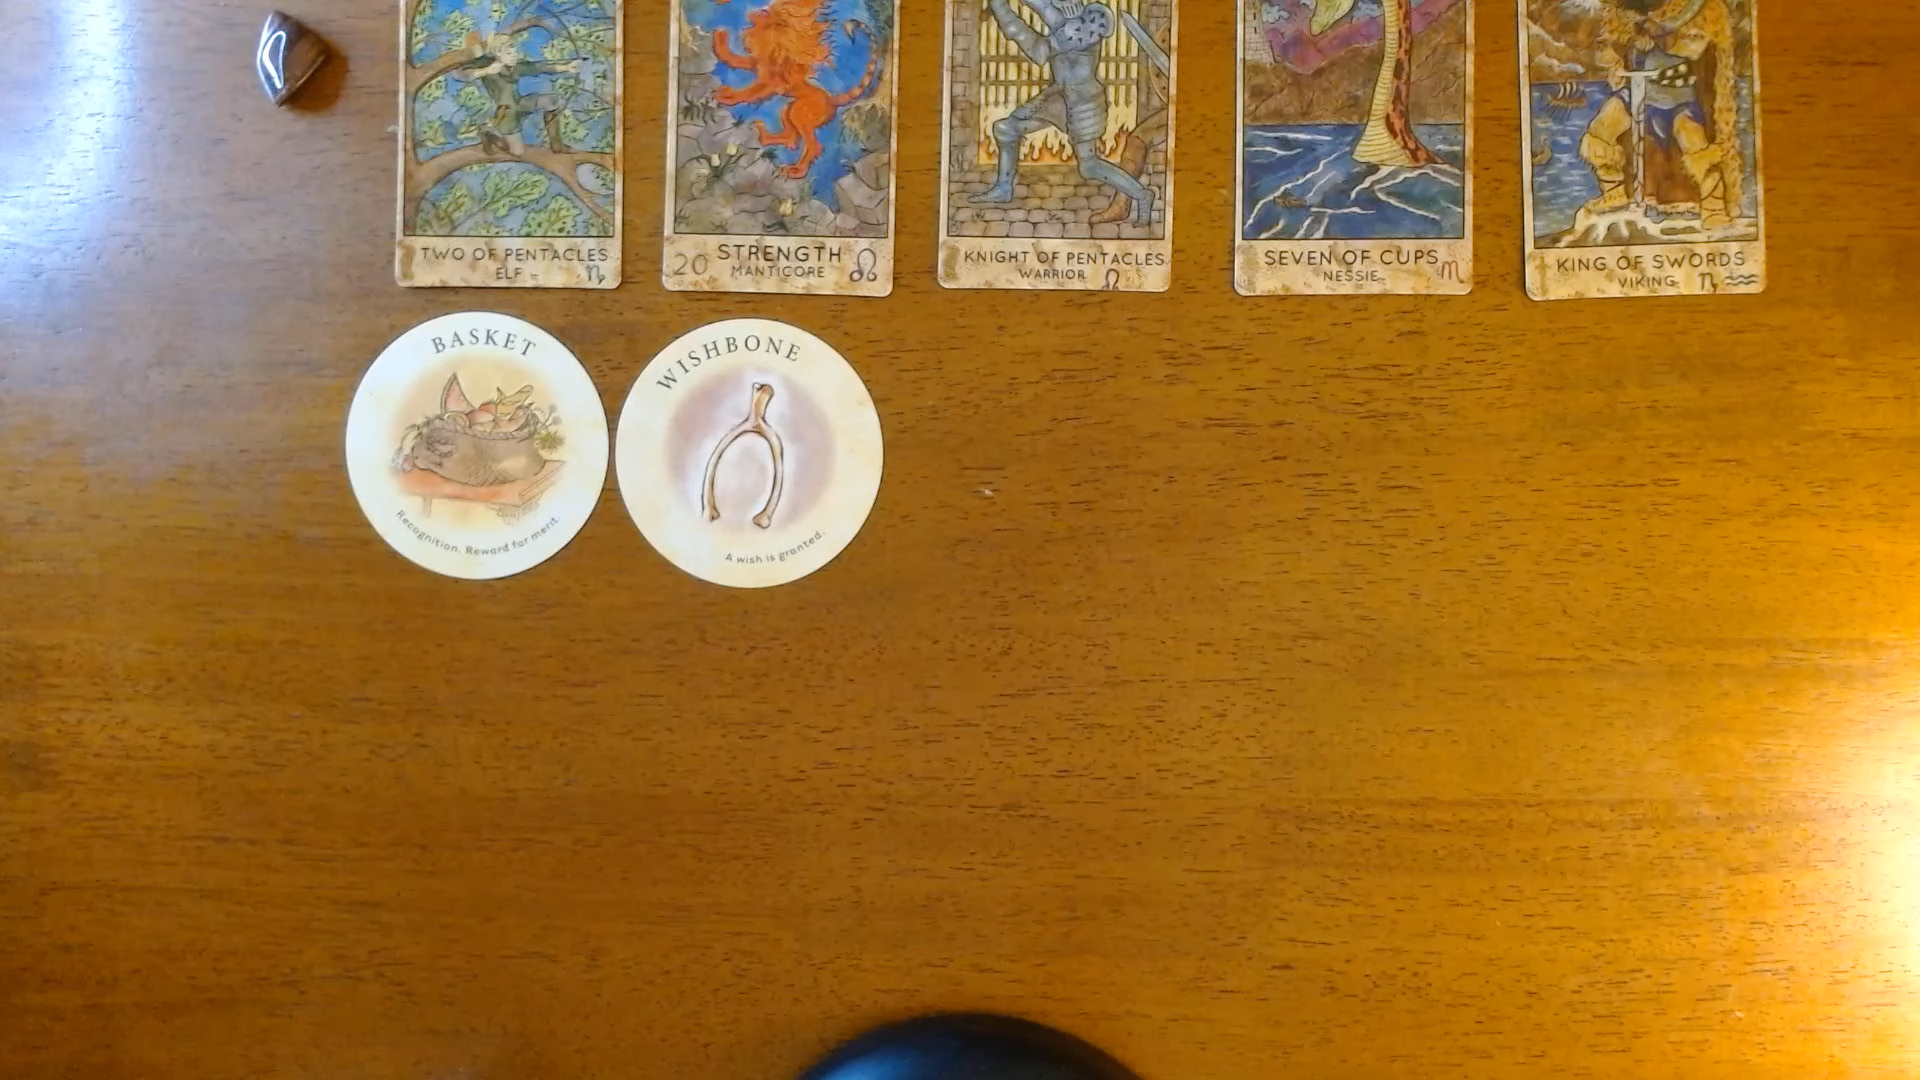 TWO OF PENTACLES
ELF
20 STRENGTH
MANTICORE
KNIGHT OF PENTACLES
WARRIOR
SEVEN OF CUPS
NESSIE
KING OF SWORDS
VIKING
BASKET
Recognition. Reward for merit.
WISHBONE
A wish is granted.